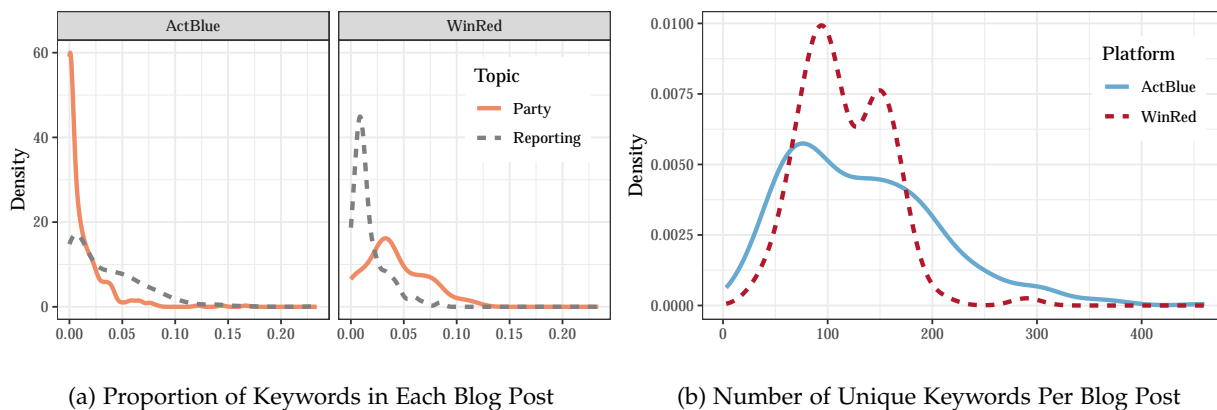 ActBlue
WinRed
60
40
20
0
Density
0.00 0.05 0.10 0.15 0.20
0.00 0.05 0.10 0.15 0.20
Topic
Party
Reporting
(a) Proportion of Keywords in Each Blog Post
0.0100
0.0075
0.0050
0.0025
0.0000
Density
0 100 200 300 400
Platform
ActBlue
WinRed
(b) Number of Unique Keywords Per Blog Post